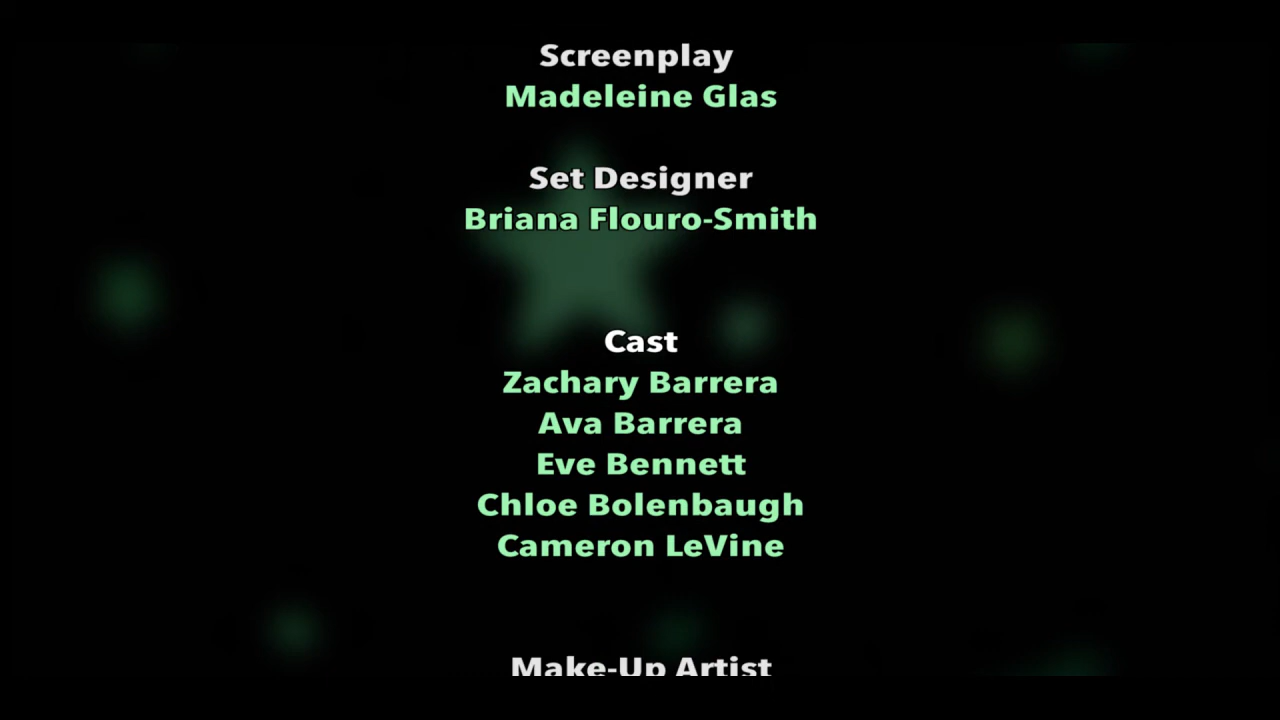 Screenplay
Madeleine Glas
Set Designer
Briana Flouro-Smith
Cast
Zachary Barrera
Ava Barrera
Eve Bennett
Chloe Bolenbaugh
Cameron LeVine
Make-Up Artist